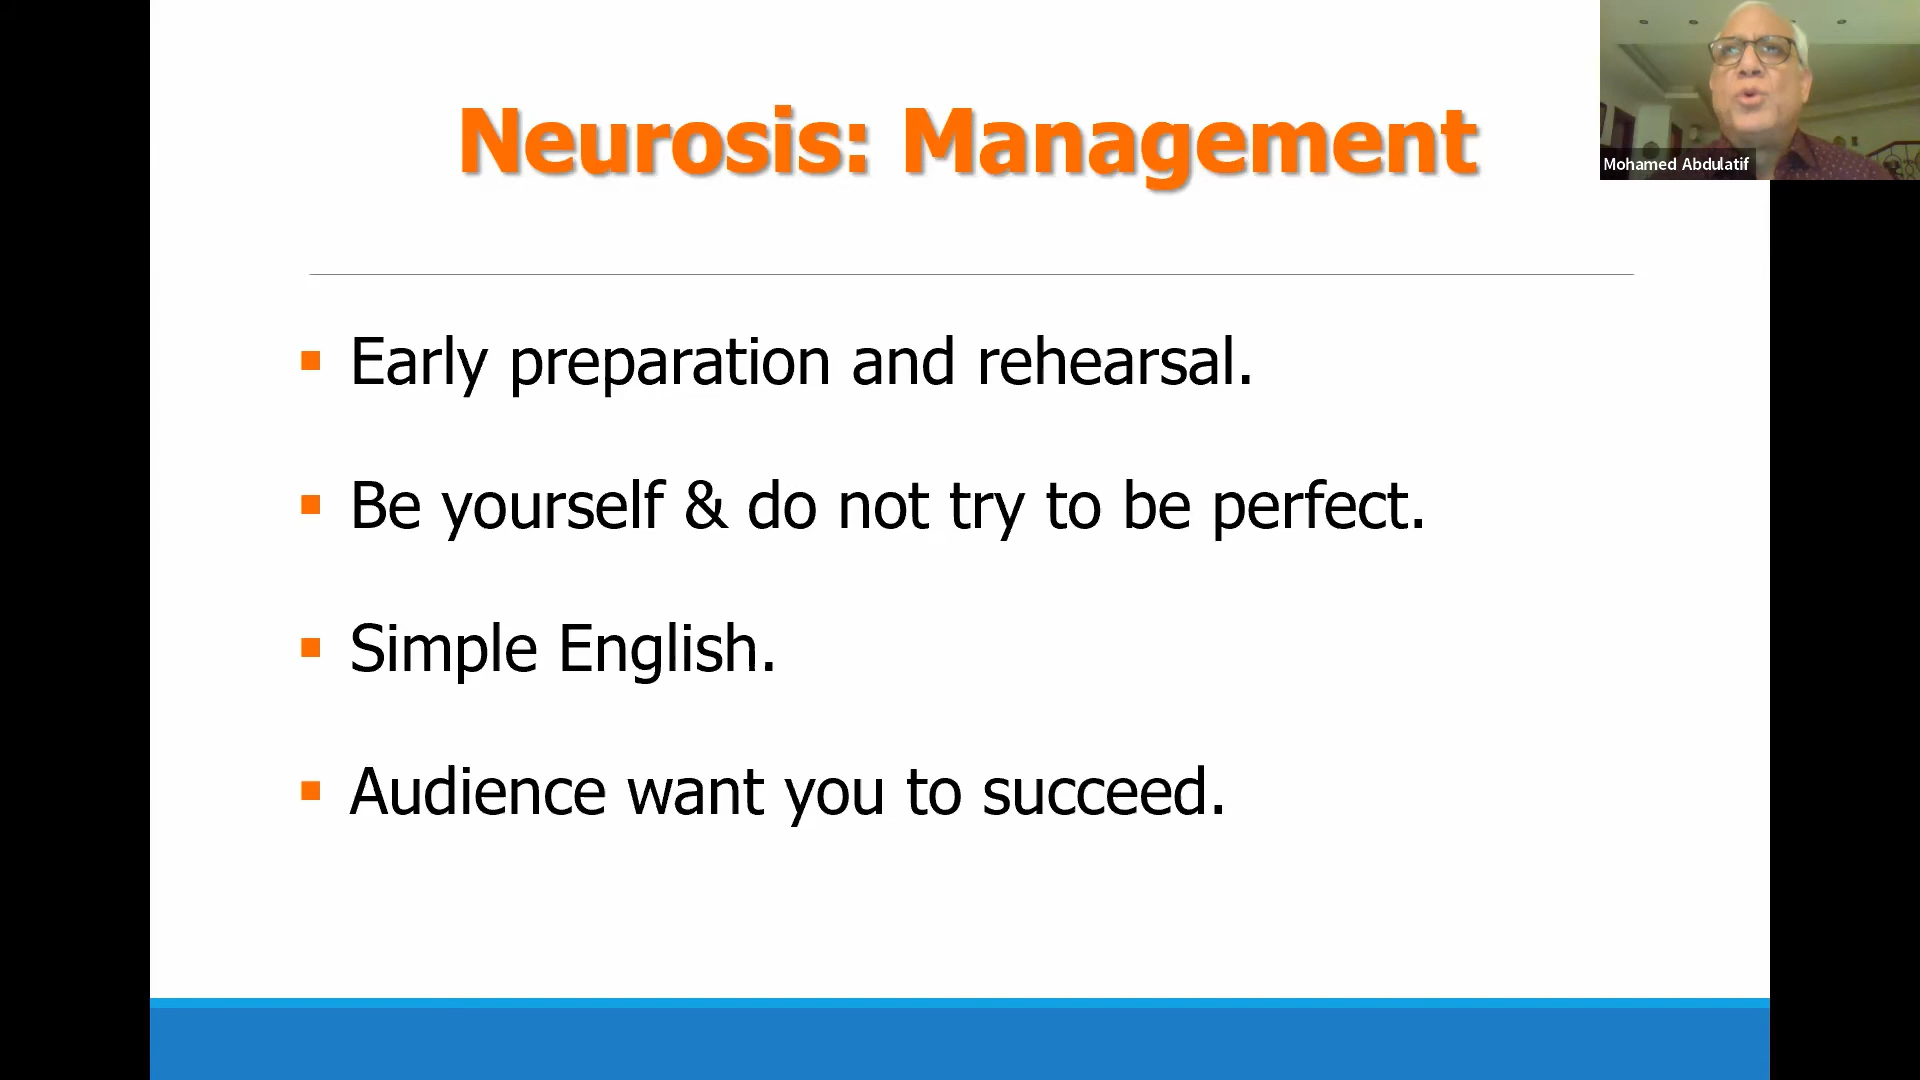 Neurosis: Management
Mohamed Abdulatif
Early preparation and rehearsal.
Be yourself & do not try to be perfect.
Simple English.
Audience want you to succeed.